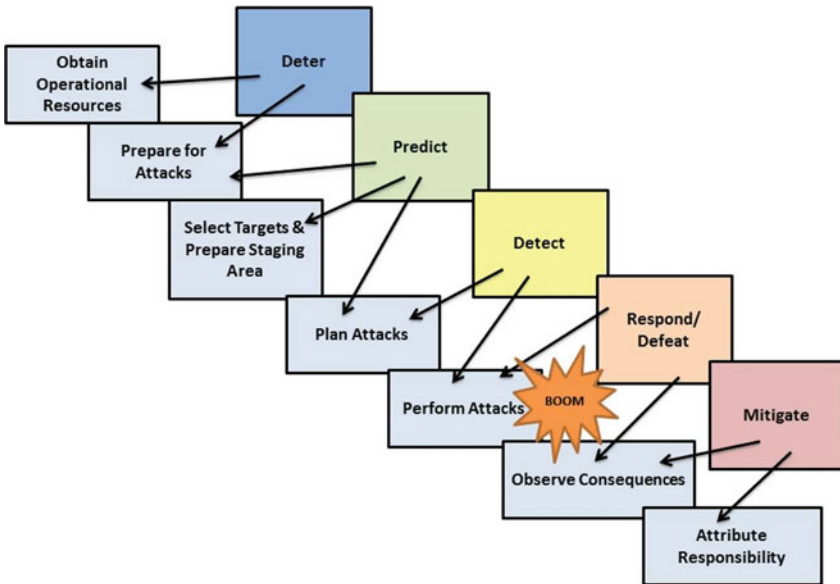 Obtain
Operational
Resources
Deter
Prepare for
Attacks
Predict
Select Targets &
Prepare Staging
Area
Detect
Plan Attacks
Respond/
Defeat
Perform Attacks
BOOM
Mitigate
Observe Consequences
Attribute
Responsibility